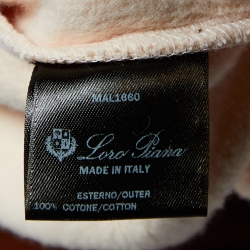 MAL1660
Loro Piana
MADE IN ITALY
ESTERNO/OUTER
100% COTONE/COTTON